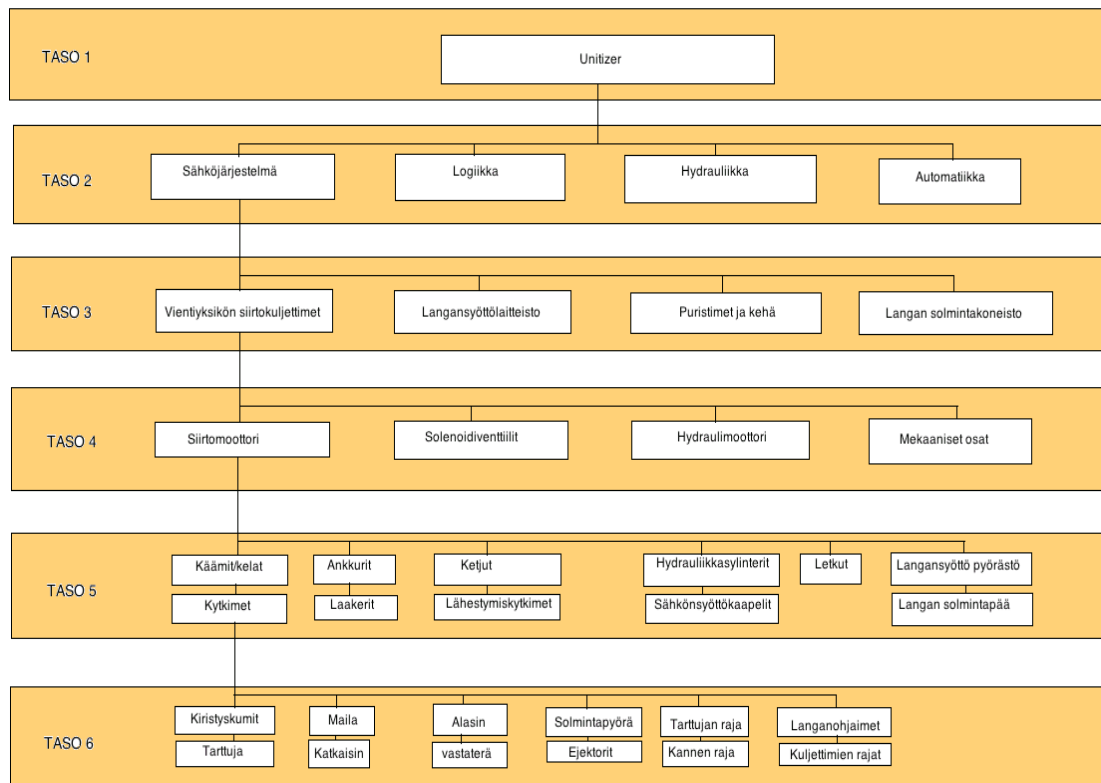 TASO 1
Unitizer
TASO 2
Sähköjärjestelmä
Logiikka
Hydrauliikka
Automatiikka
TASO 3
Vientiyksikön siirtokuljettimet
Langansyöttölaitteisto
Puristimet ja kehä
Langan solmintakoneisto
TASO 4
Siirtomoottori
Solenoidiventtiilit
Hydraulimoottori
Mekaaniset osat
TASO 5
Käämit/kelat
Ankkurit
Ketjut
Hydrauliikkasylinterit
Letkut
Langansyöttö pyörästö
Kytkimet
Laakerit
Lähestymiskytkimet
Sähkönsyöttökaapelit
Langan solmintapää
TASO 6
Kiristyskumit
Maila
Alasin
Solmintapyörä
Tarttujan raja
Langanohjaimet
Tarttuja
Katkaisin
vastaterä
Ejektorit
Kannen raja
Kuljettimien rajat